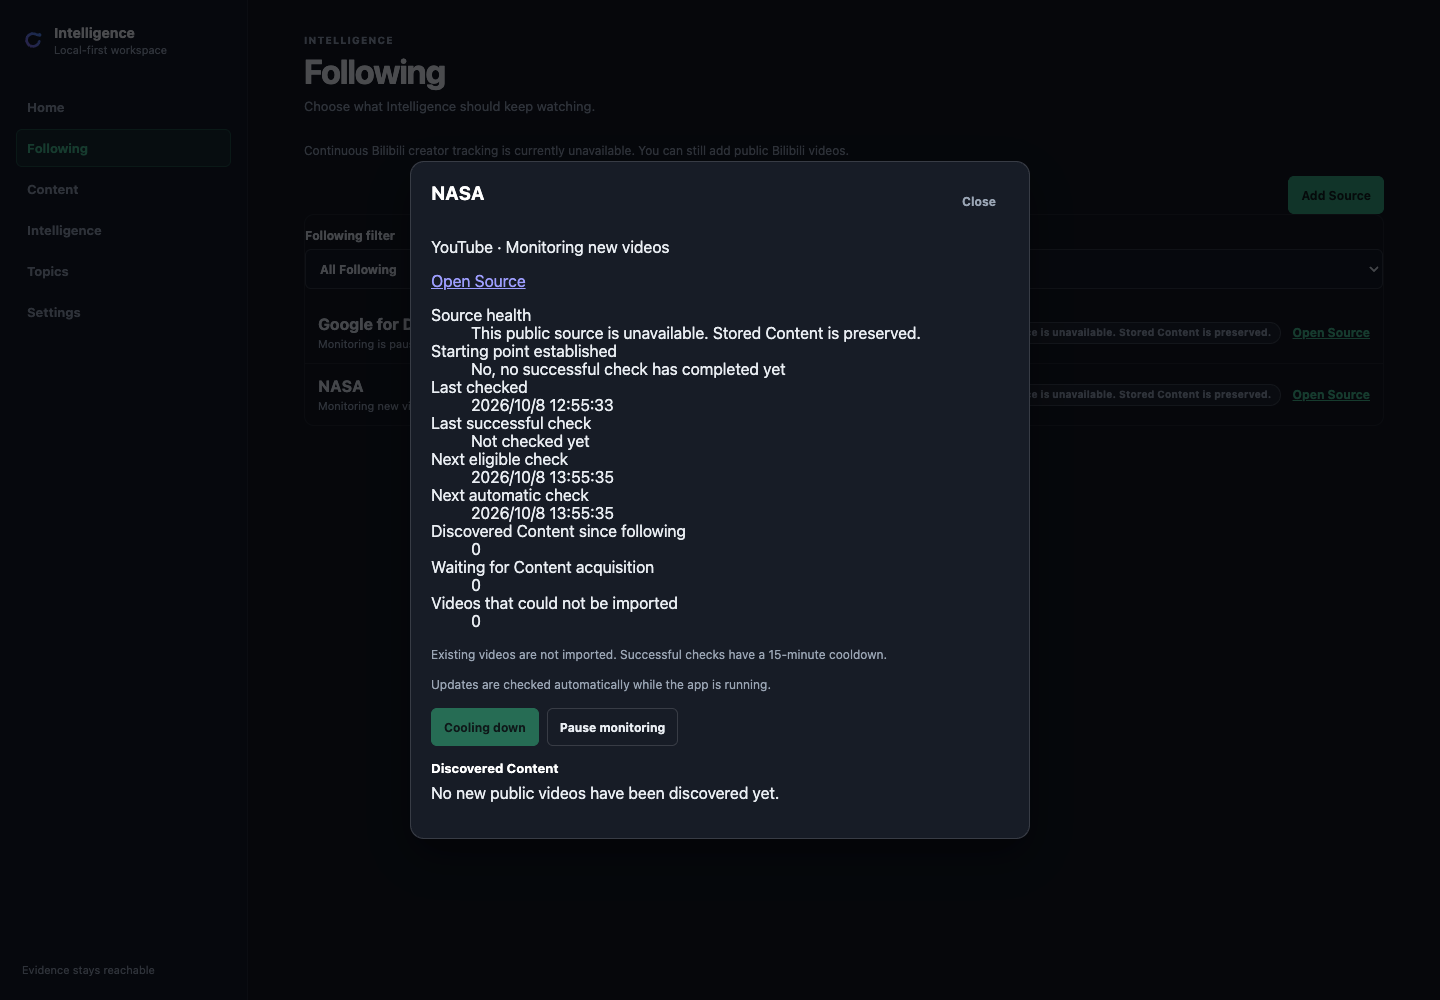 Intelligence
Local-first workspace
Home
Following
Content
Intelligence
Topics
Settings
Evidence stays reachable
INTELLIGENCE
Following
Choose what Intelligence should keep watching.
Continuous Bilibili creator tracking is currently unavailable. You can still add public Bilibili videos.
Add Source
Following filter
All Following
Google for
Monitoring is
is unavailable. Stored Content is preserved.
Open Source
NASA
Monitoring new
is unavailable. Stored Content is preserved.
Open Source
NASA
Close
YouTube · Monitoring new videos
Open Source
Source health
This public source is unavailable. Stored Content is preserved.
Starting point established
No, no successful check has completed yet
Last checked
2026/10/8 12:55:33
Last successful check
Not checked yet
Next eligible check
2026/10/8 13:55:35
Next automatic check
2026/10/8 13:55:35
Discovered Content since following
0
Waiting for Content acquisition
0
Videos that could not be imported
0
Existing videos are not imported. Successful checks have a 15-minute cooldown.
Updates are checked automatically while the app is running.
Cooling down
Pause monitoring
Discovered Content
No new public videos have been discovered yet.